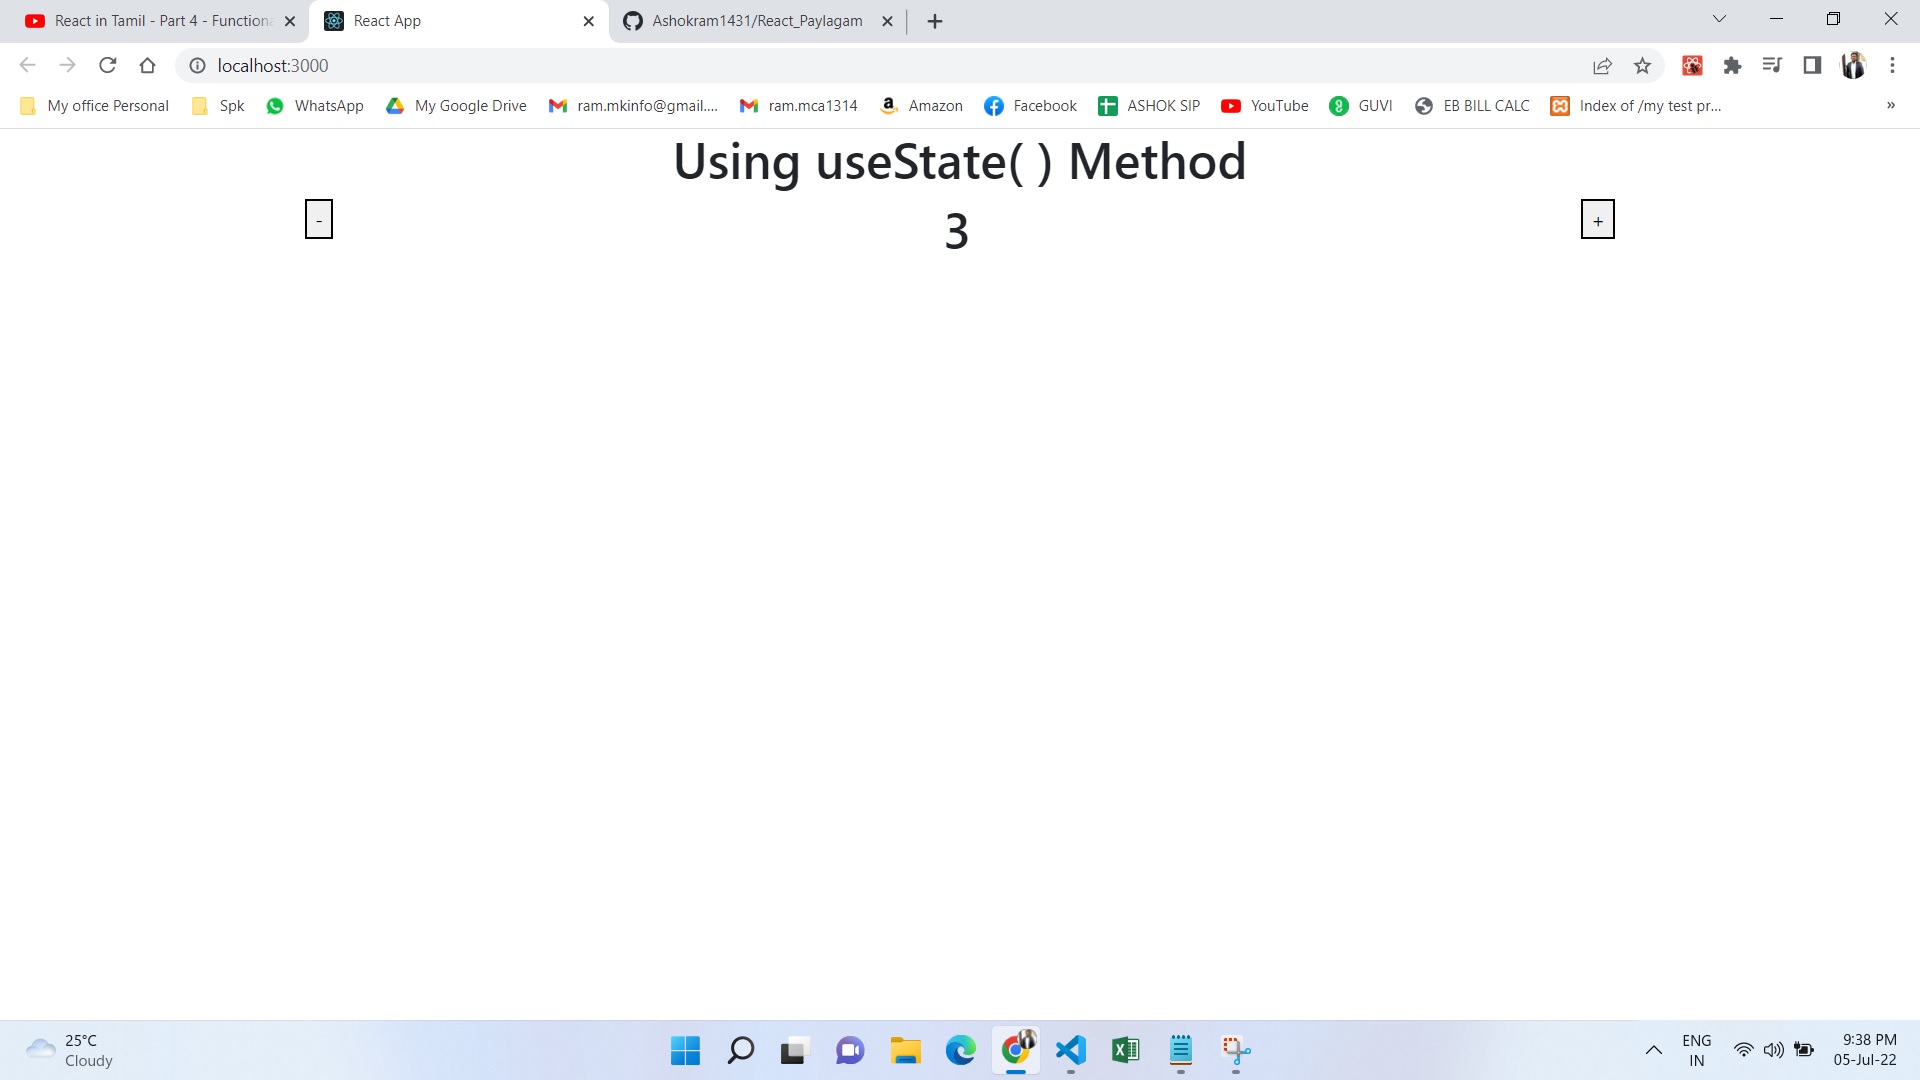 React in Tamil - Part 4 - Function
React App
Ashokram1431/React_Paylagam
localhost:3000
My office Personal
Spk
WhatsApp
My Google Drive
ram.mkinfo@gmail....
ram.mca1314
Amazon
Facebook
ASHOK SIP
YouTube
GUVI
EB BILL CALC
Index of /my test pr...
»
Using useState( ) Method
- 3 +
25°C
Cloudy
ENG
IN
9:38 PM
05-Jul-22